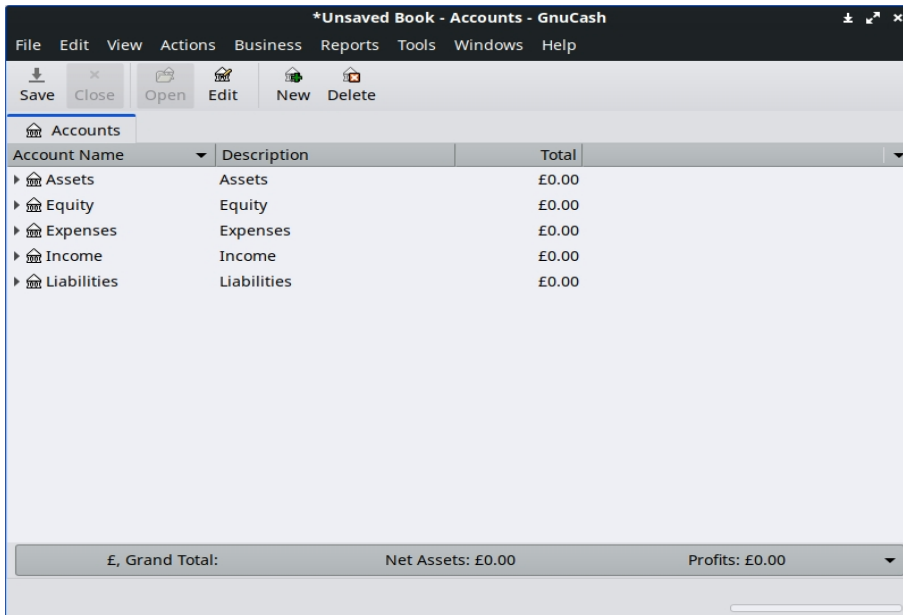 *Unsaved Book - Accounts - GnuCash
File Edit View Actions Business Reports Tools Windows Help
Save Close Open Edit New Delete
Accounts
Account Name Description Total
Assets Assets £0.00
Equity Equity £0.00
Expenses Expenses £0.00
Income Income £0.00
Liabilities Liabilities £0.00
£, Grand Total: Net Assets: £0.00 Profits: £0.00